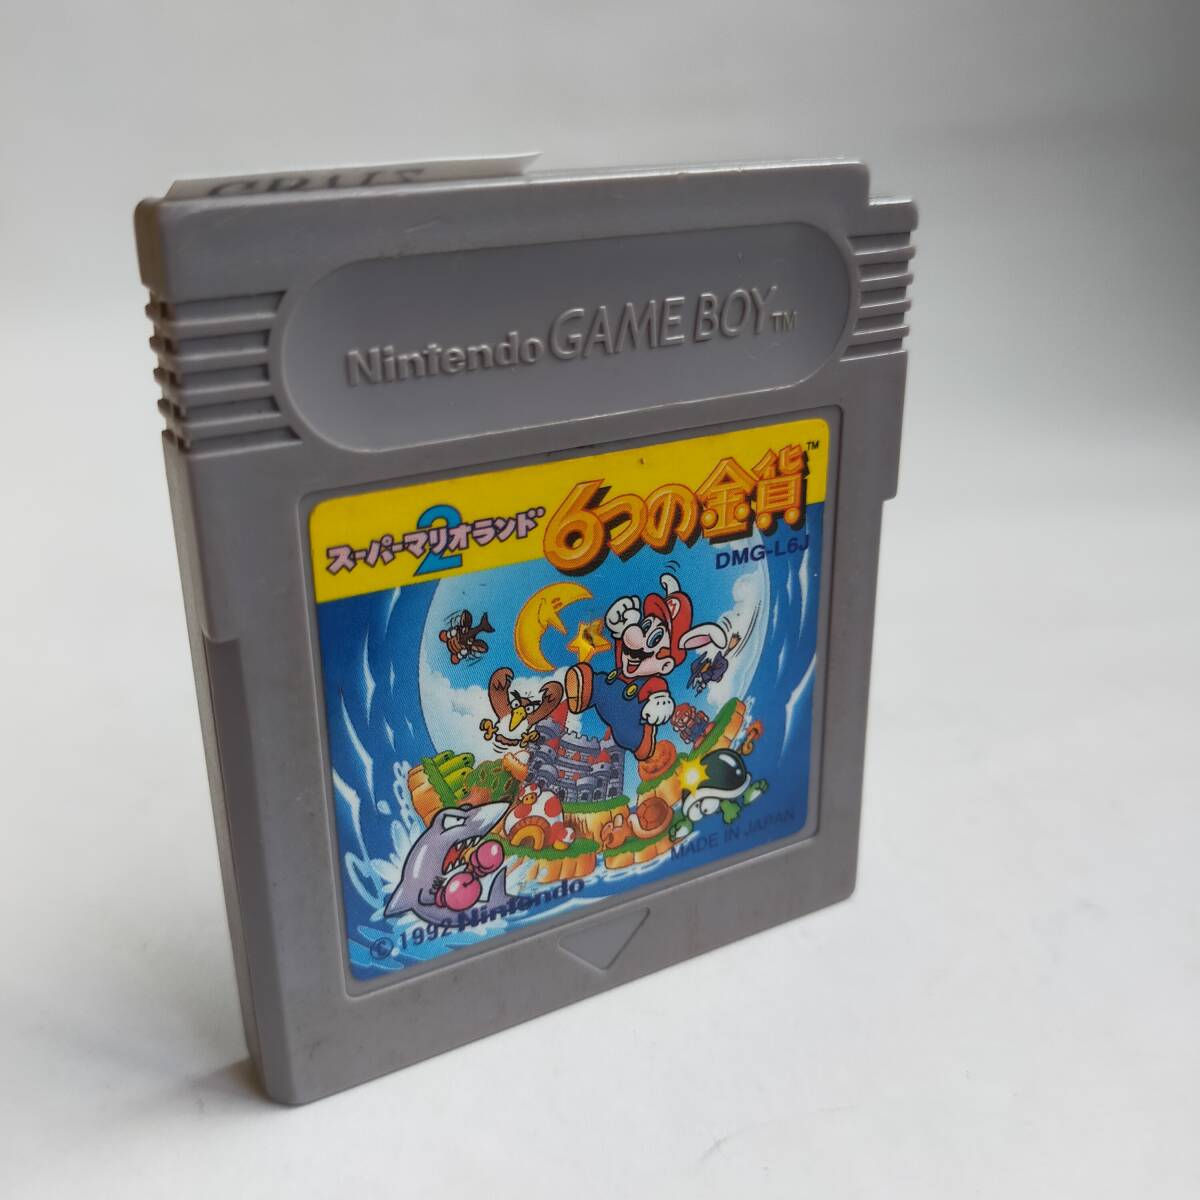 Nintendo GAME BOY™
スーパーマリオランド2
6つの金貨™
DMG-L6J
MADE IN JAPAN
©1992 Nintendo